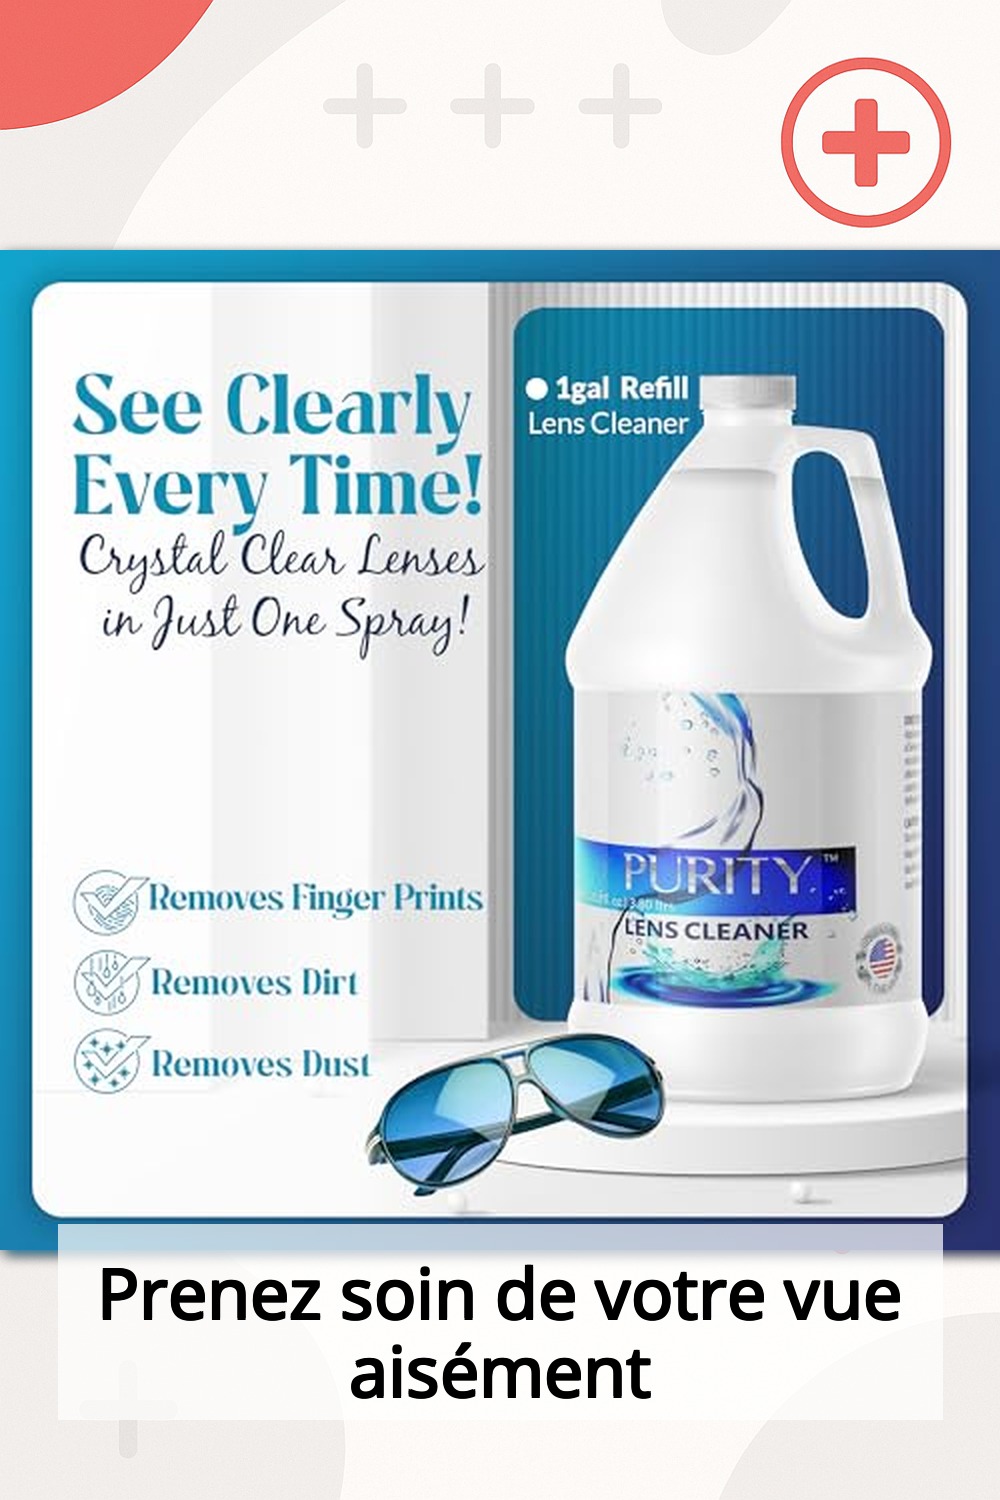 See Clearly
Every Time!
Crystal Clear Lenses
in Just One Spray!
1gal Refill
Lens Cleaner
PURITY™
LENS CLEANER
Removes Finger Prints
Removes Dirt
Removes Dust
Prenez soin de votre vue
aisément